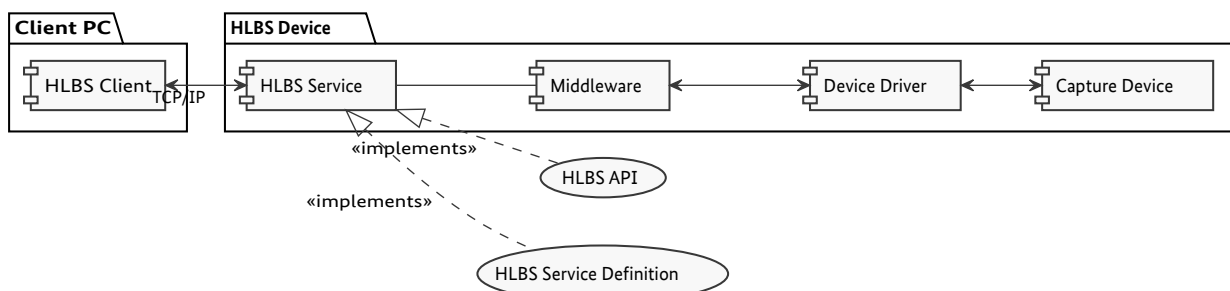 Client PC
HLBS Device
HLBS Client
TCP/IP
HLBS Service
Middleware
Device Driver
Capture Device
«implements»
HLBS API
«implements»
HLBS Service Definition